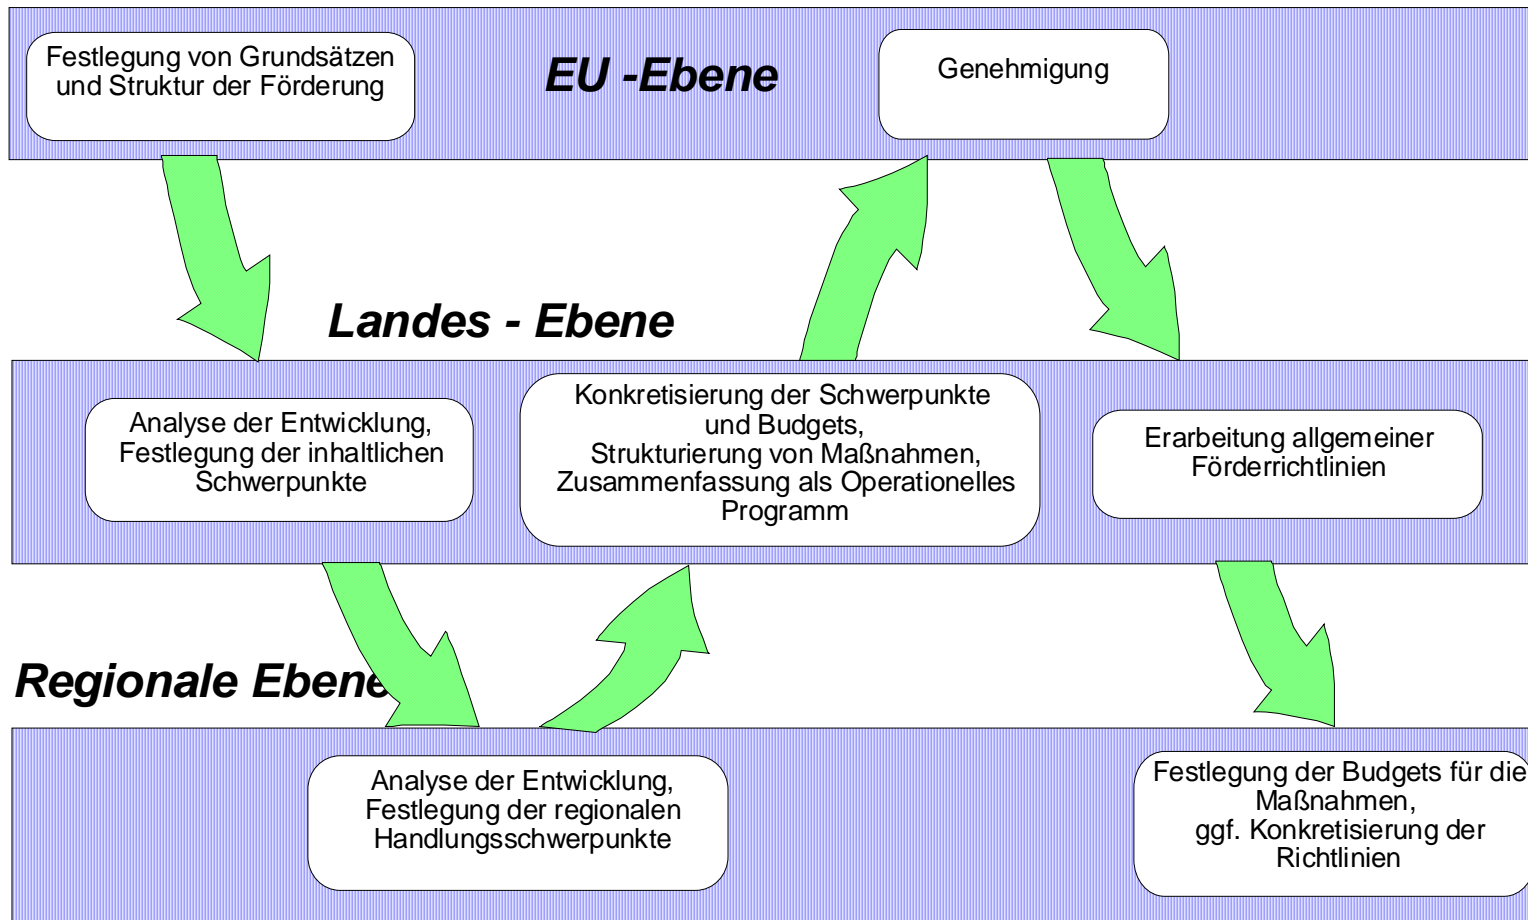 Festlegung von Grundsätzen
und Struktur der Förderung
EU -Ebene
Genehmigung
Landes - Ebene
Analyse der Entwicklung,
Festlegung der inhaltlichen
Schwerpunkte
Konkretisierung der Schwerpunkte
und Budgets,
Strukturierung von Maßnahmen,
Zusammenfassung als Operationelles
Programm
Erarbeitung allgemeiner
Förderrichtlinien
Regionale Ebene
Analyse der Entwicklung,
Festlegung der regionalen
Handlungsschwerpunkte
Festlegung der Budgets für die
Maßnahmen,
ggf. Konkretisierung der
Richtlinien